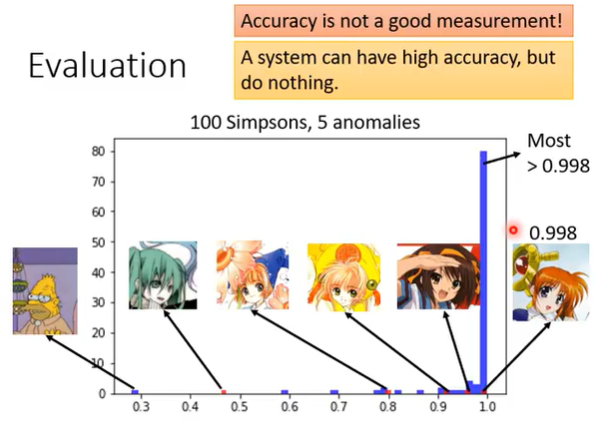 Accuracy is not a good measurement!
Evaluation
A system can have high accuracy, but
do nothing.
100 Simpsons, 5 anomalies
Most
> 0.998
0.998
80
70
60
50
40
30
20
10
0
0.3 0.4 0.5 0.6 0.7 0.8 0.9 1.0